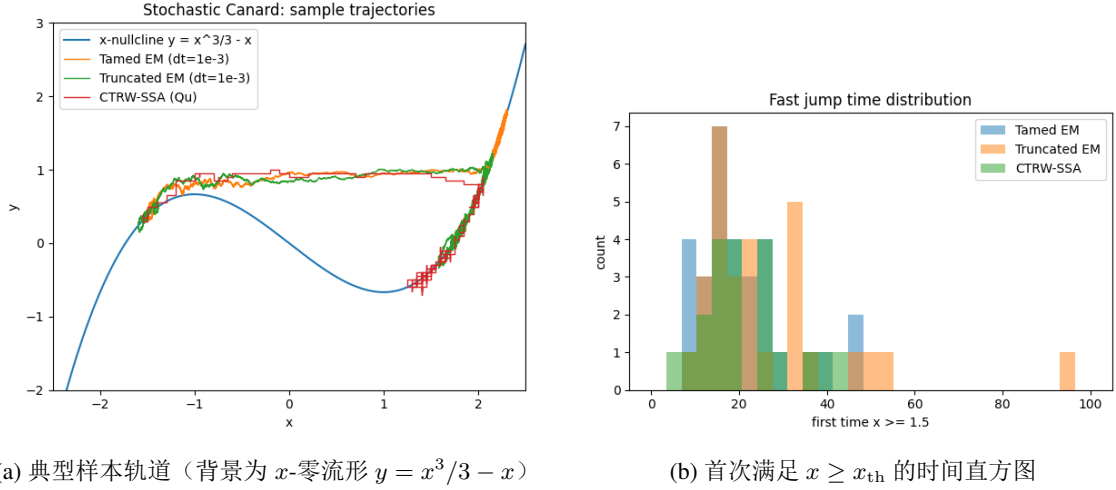 Stochastic Canard: sample trajectories
3
2
1
0
−1
−2
y
x-nullcline y = x^3/3 - x
Tamed EM (dt=1e-3)
Truncated EM (dt=1e-3)
CTRW-SSA (Qu)
−2
−1
0
1
2
x
Fast jump time distribution
7
6
5
4
3
2
1
0
count
Tamed EM
Truncated EM
CTRW-SSA
0
20
40
60
80
100
first time x >= 1.5
a) 典型样本轨道（背景为 x-零流形 y = x³/3 − x）
(b) 首次满足 x ≥ x_th 的时间直方图